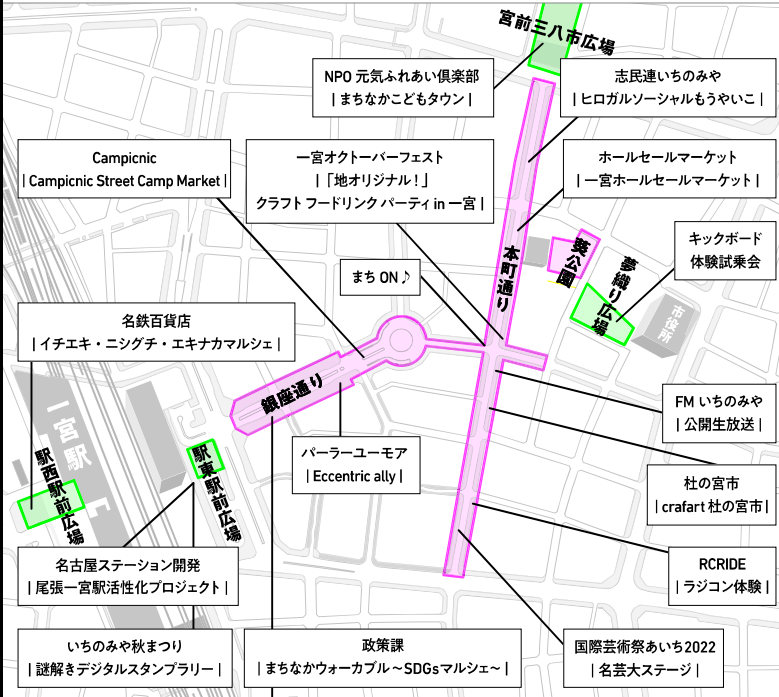 宮前三八市広場
NPO 元気ふれあい倶楽部
| まちなかこどもタウン |
志民連いちのみや
| ヒロガルソーシャルもうやいこ |
Campicnic
| Campicnic Street Camp Market |
一宮オクトーバーフェスト
|「地オリジナル！」
クラフト フードリンク パーティ in 一宮 |
ホールセールマーケット
| 一宮ホールセールマーケット |
キックボード
体験試乗会
まち ON♪
本町通り
葵公園
夢織り広場
市役所
名鉄百貨店
| イチエキ・ニシグチ・エキナカマルシェ |
銀座通り
一宮駅
FM いちのみや
| 公開生放送 |
パーラーユーモア
| Eccentric ally |
駅西駅前広場
駅東駅前広場
杜の宮市
| crafart 杜の宮市 |
名古屋ステーション開発
| 尾張一宮駅活性化プロジェクト |
RCRIDE
| ラジコン体験 |
いちのみや秋まつり
| 謎解きデジタルスタンプラリー |
政策課
| まちなかウォーカブル～SDGsマルシェ～ |
国際芸術祭あいち2022
| 名芸大ステージ |